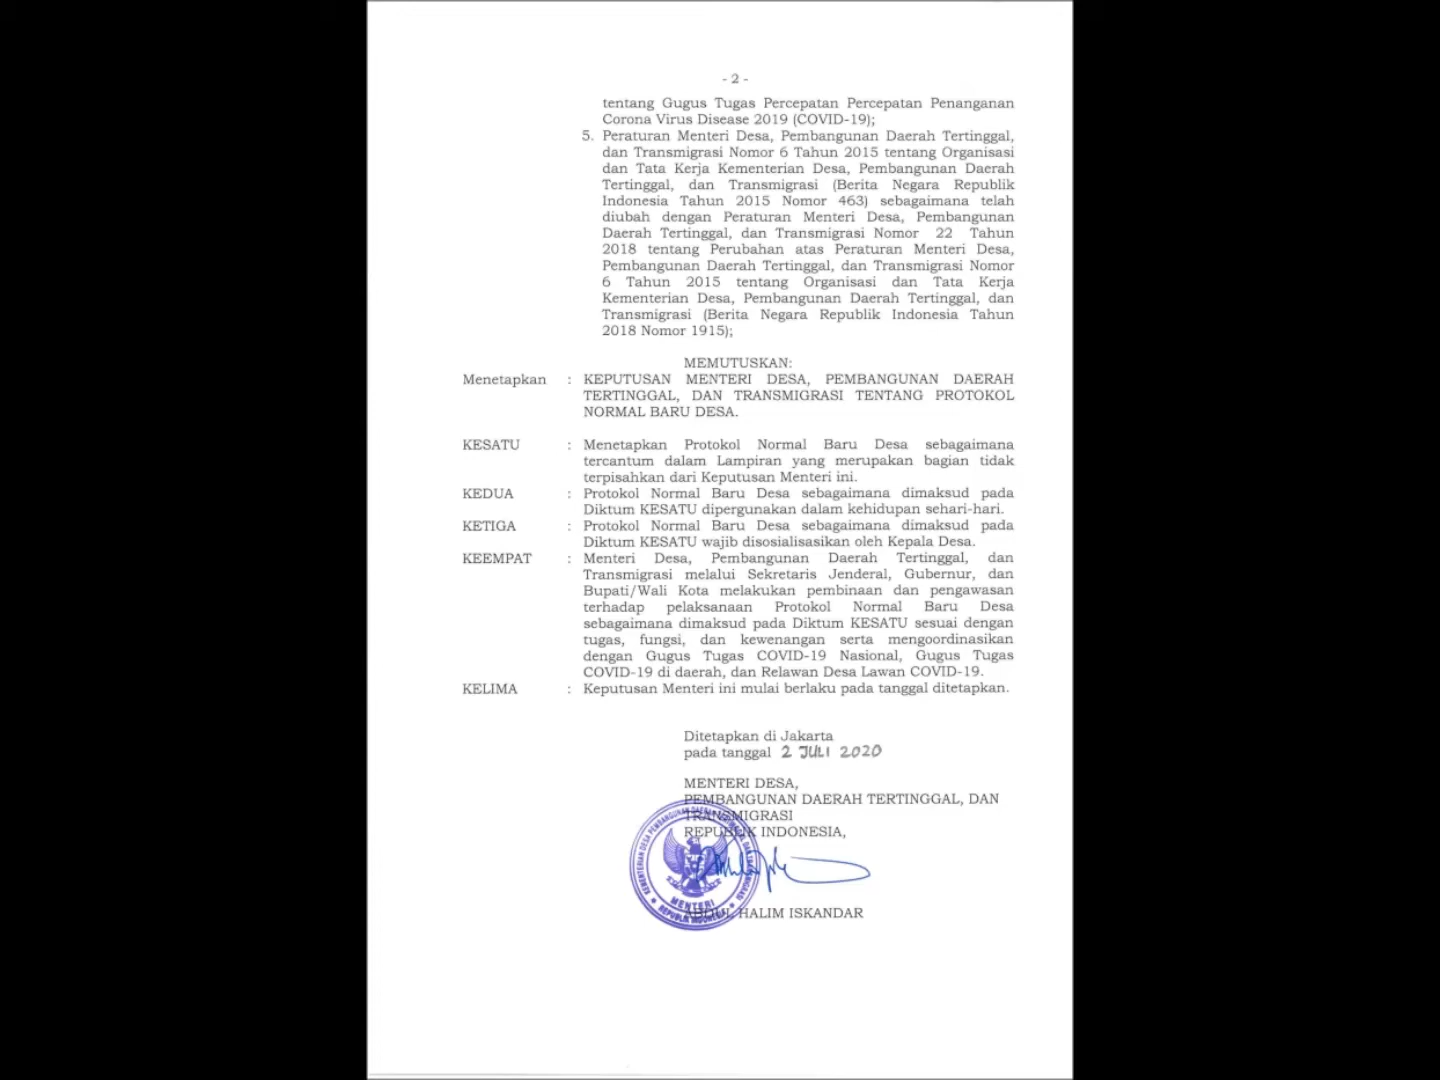 - 2 -
tentang Gugus Tugas Percepatan Percepatan Penanganan
Corona Virus Disease 2019 (COVID-19);
5. Peraturan Menteri Desa, Pembangunan Daerah Tertinggal,
dan Transmigrasi Nomor 6 Tahun 2015 tentang Organisasi
dan Tata Kerja Kementerian Desa, Pembangunan Daerah
Tertinggal, dan Transmigrasi (Berita Negara Republik
Indonesia Tahun 2015 Nomor 463) sebagaimana telah
diubah dengan Peraturan Menteri Desa, Pembangunan
Daerah Tertinggal, dan Transmigrasi Nomor 22 Tahun
2018 tentang Perubahan atas Peraturan Menteri Desa,
Pembangunan Daerah Tertinggal, dan Transmigrasi Nomor
6 Tahun 2015 tentang Organisasi dan Tata Kerja
Kementerian Desa, Pembangunan Daerah Tertinggal, dan
Transmigrasi (Berita Negara Republik Indonesia Tahun
2018 Nomor 1915);
MEMUTUSKAN:
Menetapkan : KEPUTUSAN MENTERI DESA, PEMBANGUNAN DAERAH
TERTINGGAL, DAN TRANSMIGRASI TENTANG PROTOKOL
NORMAL BARU DESA.
KESATU : Menetapkan Protokol Normal Baru Desa sebagaimana
tercantum dalam Lampiran yang merupakan bagian tidak
terpisahkan dari Keputusan Menteri ini.
KEDUA : Protokol Normal Baru Desa sebagaimana dimaksud pada
Diktum KESATU dipergunakan dalam kehidupan sehari-hari.
KETIGA : Protokol Normal Baru Desa sebagaimana dimaksud pada
Diktum KESATU wajib disosialisasikan oleh Kepala Desa.
KEEMPAT : Menteri Desa, Pembangunan Daerah Tertinggal, dan
Transmigrasi melalui Sekretaris Jenderal, Gubernur, dan
Bupati/Wali Kota melakukan pembinaan dan pengawasan
terhadap pelaksanaan Protokol Normal Baru Desa
sebagaimana dimaksud pada Diktum KESATU sesuai dengan
tugas, fungsi, dan kewenangan serta mengoordinasikan
dengan Gugus Tugas COVID-19 Nasional, Gugus Tugas
COVID-19 di daerah, dan Relawan Desa Lawan COVID-19.
KELIMA : Keputusan Menteri ini mulai berlaku pada tanggal ditetapkan.
Ditetapkan di Jakarta
pada tanggal 2 JULI 2020
MENTERI DESA,
PEMBANGUNAN DAERAH TERTINGGAL, DAN
TRANSMIGRASI
REPUBLIK INDONESIA,
MENTERI
REPUBLIK INDONESIA
ABDUL HALIM ISKANDAR